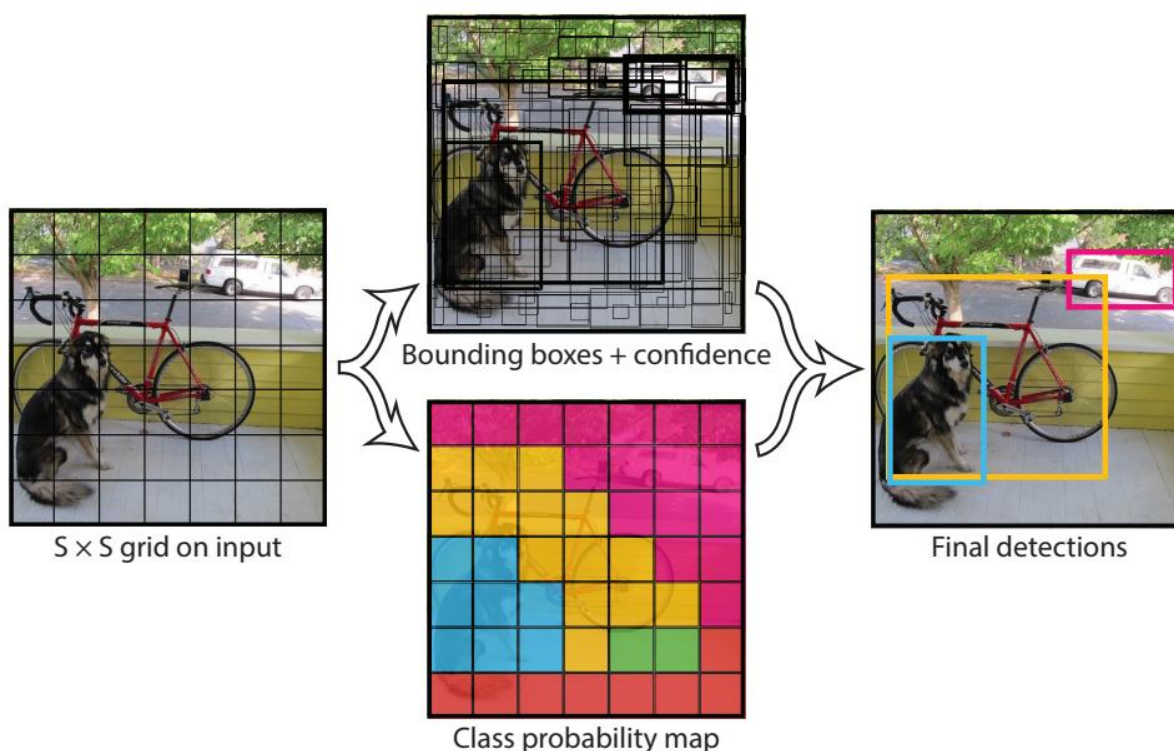 Bounding boxes + confidence
S × S grid on input
Final detections
Class probability map